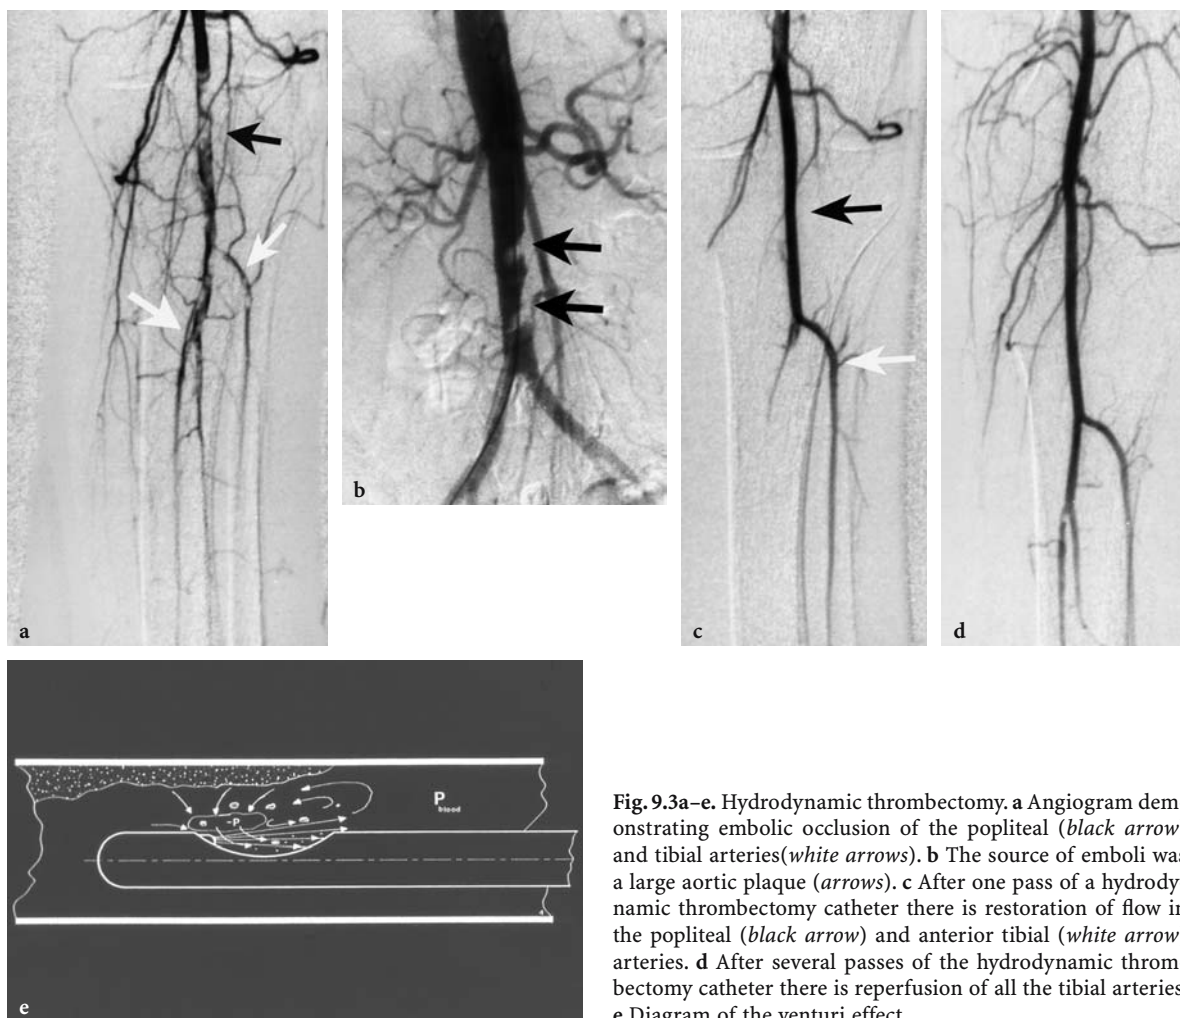 a
b
c
d
P
blood
-P
e
Fig. 9.3a–e. Hydrodynamic thrombectomy. a Angiogram dem
onstrating embolic occlusion of the popliteal (black arrow
and tibial arteries(white arrows). b The source of emboli was
a large aortic plaque (arrows). c After one pass of a hydrody
namic thrombectomy catheter there is restoration of flow in
the popliteal (black arrow) and anterior tibial (white arrow
arteries. d After several passes of the hydrodynamic throm
bectomy catheter there is reperfusion of all the tibial arteries
e Diagram of the venturi effect